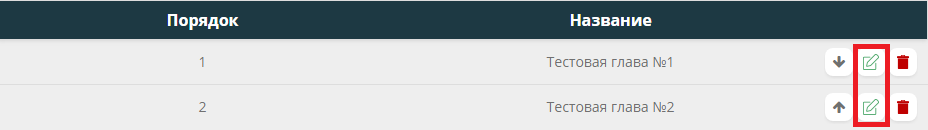 Порядок Название
1 Тестовая глава №1
2 Тестовая глава №2